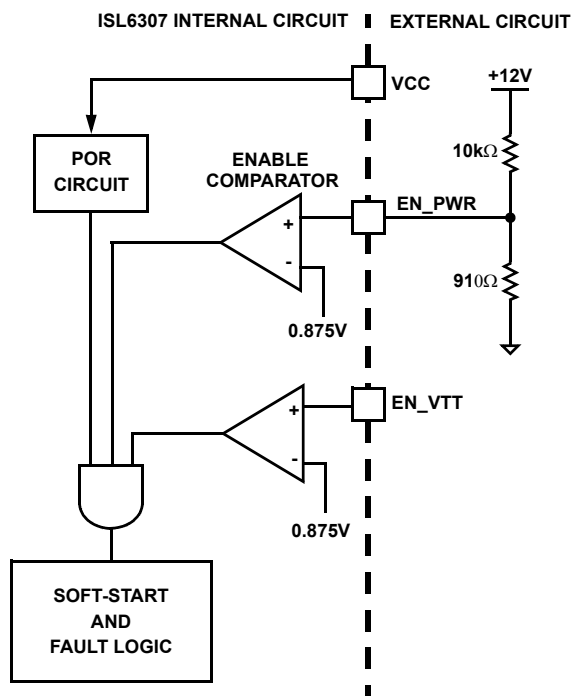 ISL6307 INTERNAL CIRCUIT
EXTERNAL CIRCUIT
VCC
+12V
10kΩ
POR
CIRCUIT
ENABLE
COMPARATOR
+
-
0.875V
EN_PWR
910Ω
EN_VTT
+
-
0.875V
SOFT-START
AND
FAULT LOGIC